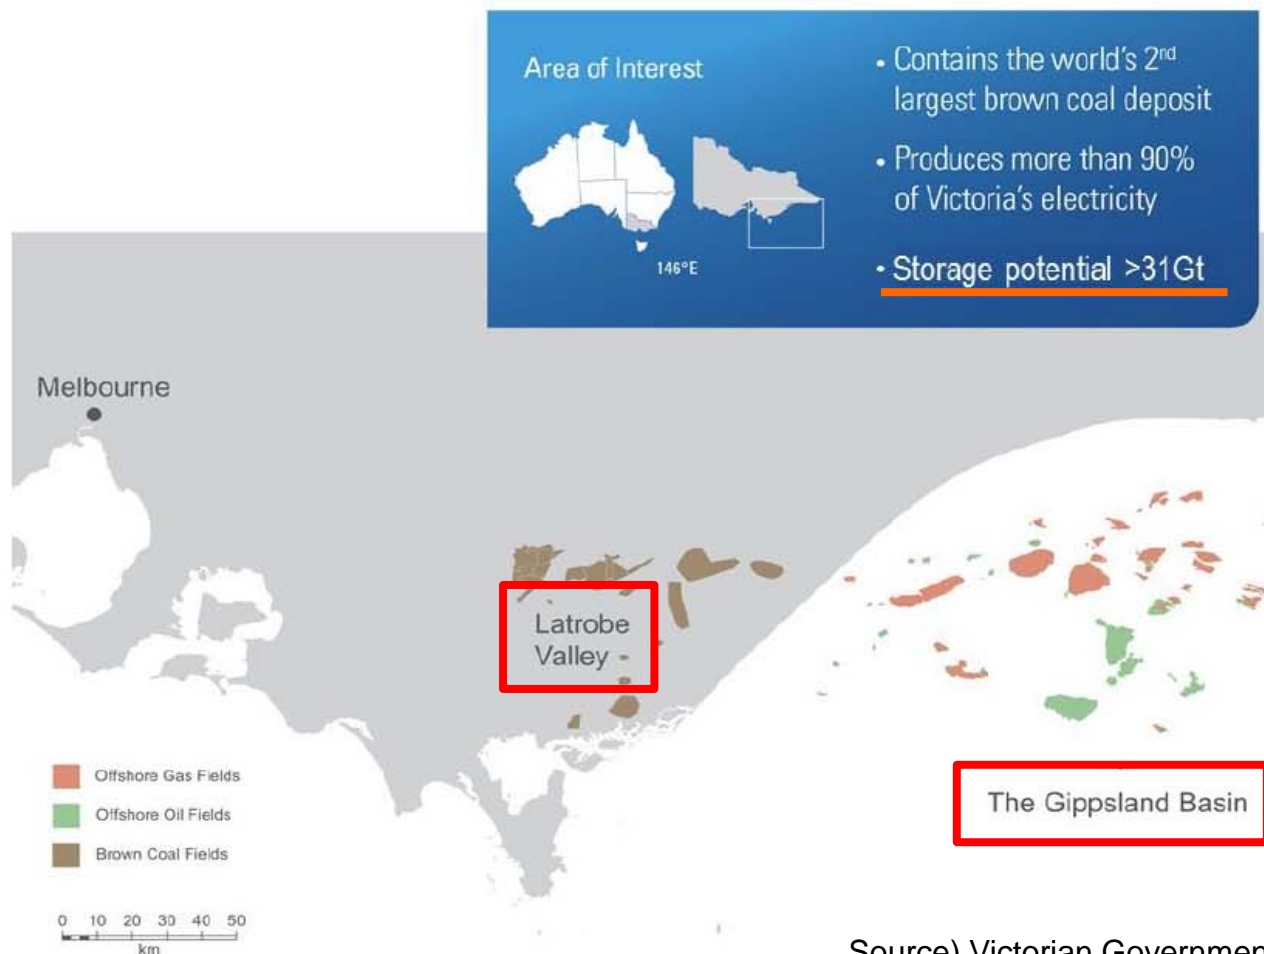 Area of Interest
• Contains the world's 2nd
largest brown coal deposit
• Produces more than 90%
of Victoria's electricity
• Storage potential >31Gt
146°E
Melbourne
Latrobe
Valley
Offshore Gas Fields
Offshore Oil Fields
Brown Coal Fields
The Gippsland Basin
0 10 20 30 40 50
km
Source) Victorian Governmen